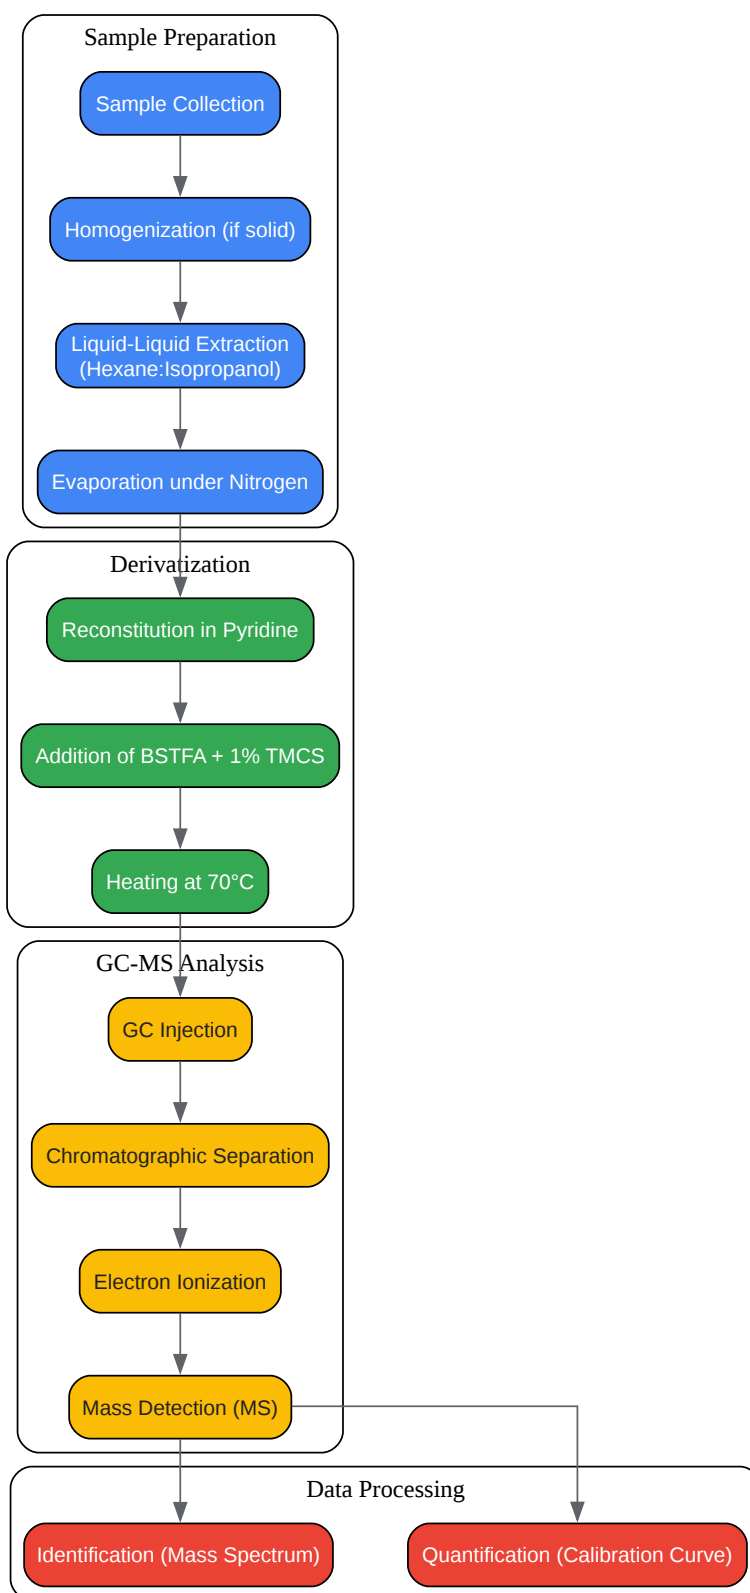 Sample Preparation
Sample Collection
Homogenization (if solid)
Liquid-Liquid Extraction
(Hexane:Isopropanol)
Evaporation under Nitrogen
Derivatization
Reconstitution in Pyridine
Addition of BSTFA + 1% TMCS
Heating at 70°C
GC-MS Analysis
GC Injection
Chromatographic Separation
Electron Ionization
Mass Detection (MS)
Data Processing
Identification (Mass Spectrum)
Quantification (Calibration Curve)